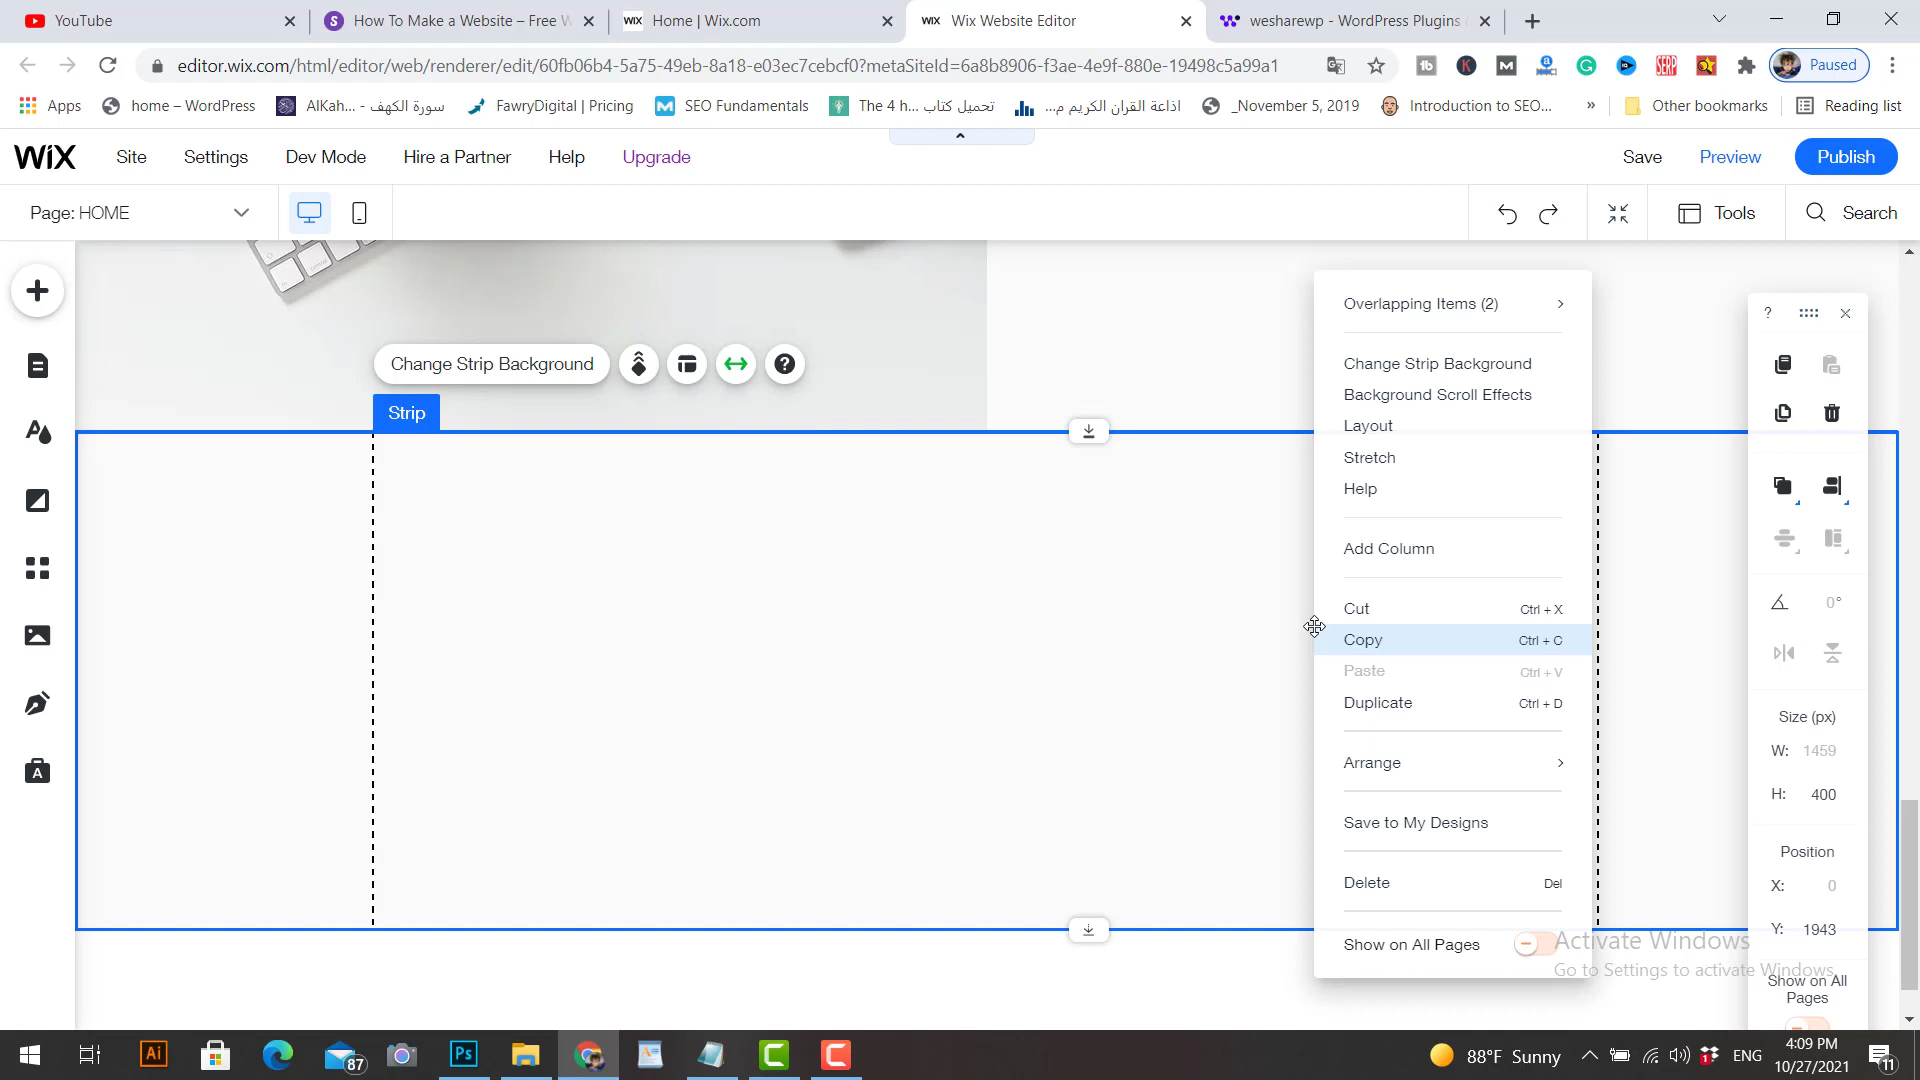 YouTube
How To Make a Website – Free W
WIX Home | Wix.com
WIX Wix Website Editor
wesharewp - WordPress Plugins
editor.wix.com/html/editor/web/renderer/edit/60fb06b4-5a75-49eb-8a18-e03ec7cebcf0?metaSiteId=6a8b8906-f3ae-4e9f-880e-19498c5a99a1
Paused
Apps
home – WordPress
AlKah... - سورة الكهف
FawryDigital | Pricing
SEO Fundamentals
The 4 h... تحميل كتاب
اذاعة القران الكريم م...
_November 5, 2019
Introduction to SEO...
»
Other bookmarks
Reading list
WiX
Site
Settings
Dev Mode
Hire a Partner
Help
Upgrade
Save
Preview
Publish
Page: HOME
Tools
Search
Change Strip Background
Strip
Overlapping Items (2)
Change Strip Background
Background Scroll Effects
Layout
Stretch
Help
Add Column
Cut Ctrl + X
Copy Ctrl + C
Paste Ctrl + V
Duplicate Ctrl + D
Arrange
Save to My Designs
Delete Del
Show on All Pages
?
0°
Size (px)
W: 1459
H: 400
Position
X: 0
Y: 1943
Show on All
Pages
Activate Windows
Go to Settings to activate Windows.
Ai
87
Ps
88°F Sunny
1
ENG
4:09 PM
10/27/2021
11